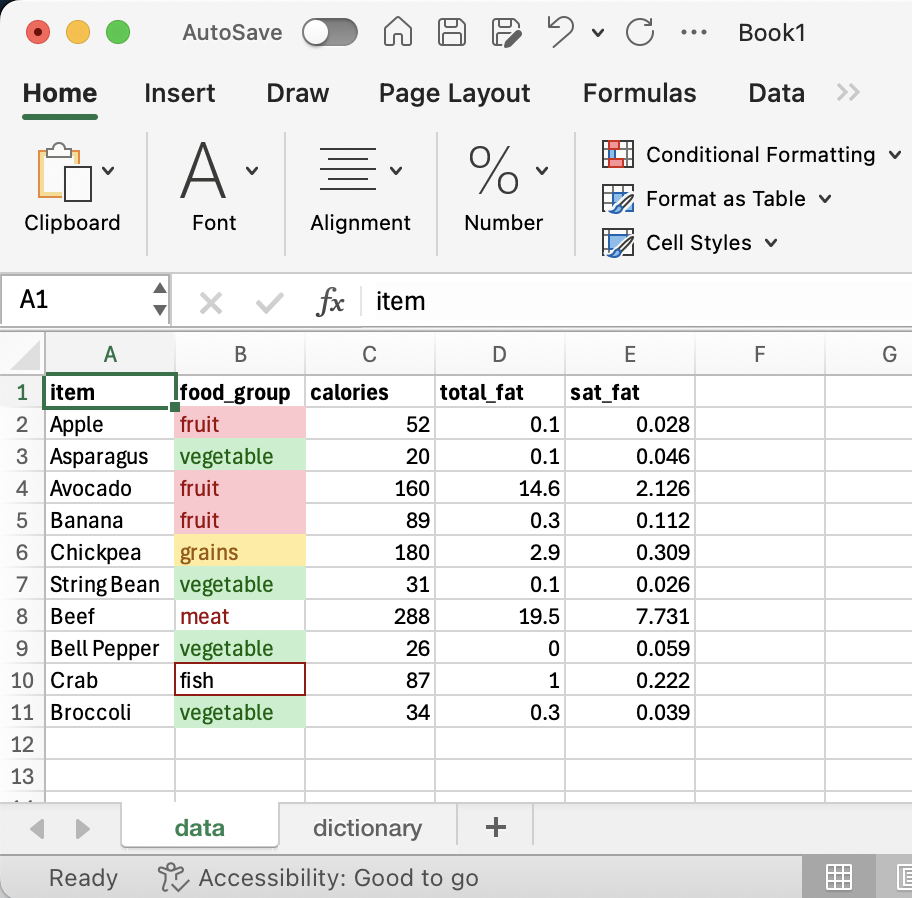 AutoSave Book1
Home Insert Draw Page Layout Formulas Data
Clipboard Font Alignment % Number
Conditional Formatting
Format as Table
Cell Styles
A1 fx item
A B C D E F G
1 item food_group calories total_fat sat_fat
2 Apple fruit 52 0.1 0.028
3 Asparagus vegetable 20 0.1 0.046
4 Avocado fruit 160 14.6 2.126
5 Banana fruit 89 0.3 0.112
6 Chickpea grains 180 2.9 0.309
7 String Bean vegetable 31 0.1 0.026
8 Beef meat 288 19.5 7.731
9 Bell Pepper vegetable 26 0 0.059
10 Crab fish 87 1 0.222
11 Broccoli vegetable 34 0.3 0.039
12
13
data dictionary +
Ready Accessibility: Good to go